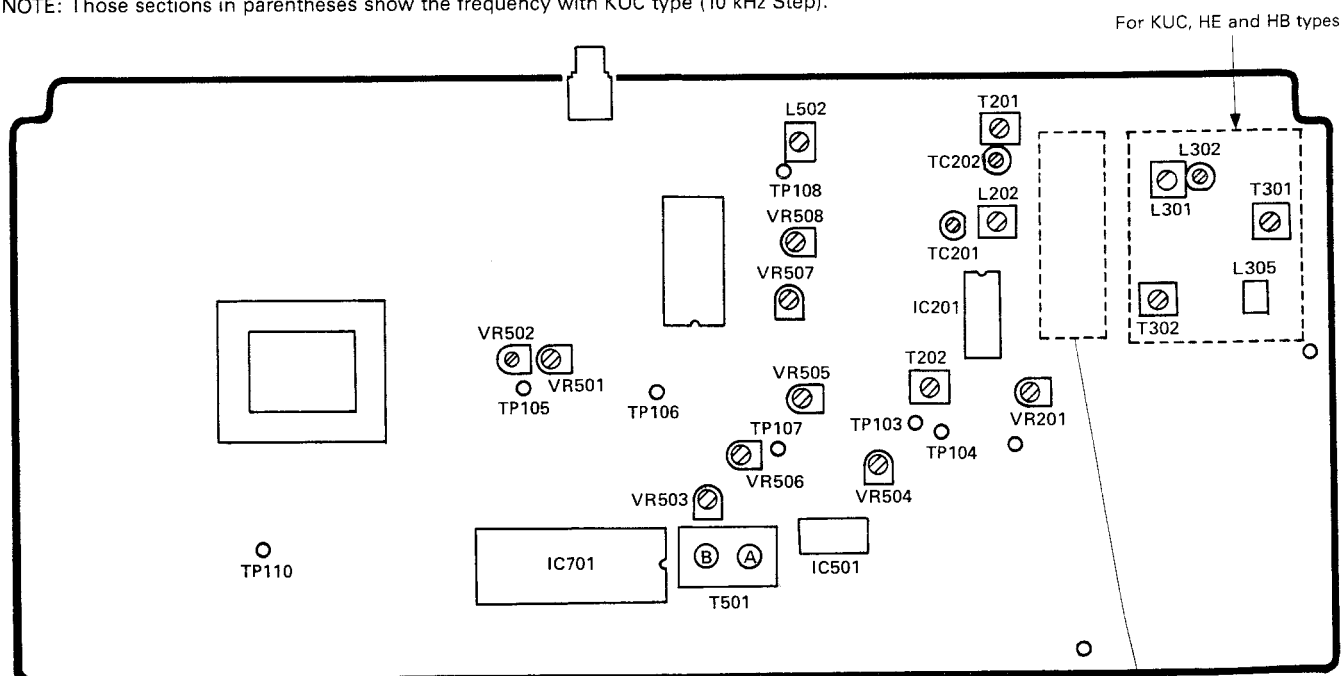 NOTE: Those sections in parentheses show the frequency with KUC type (10 kHz Step).
For KUC, HE and HB types
L502
T201
TC202
L302
TP108
L202
T301
L301
VR508
TC201
VR507
L305
IC201
VR502
T302
T202
VR501
VR505
TP105
TP106
TP103
VR201
TP107
TP104
VR506
VR504
VR503
B
A
IC701
IC501
TP110
T501